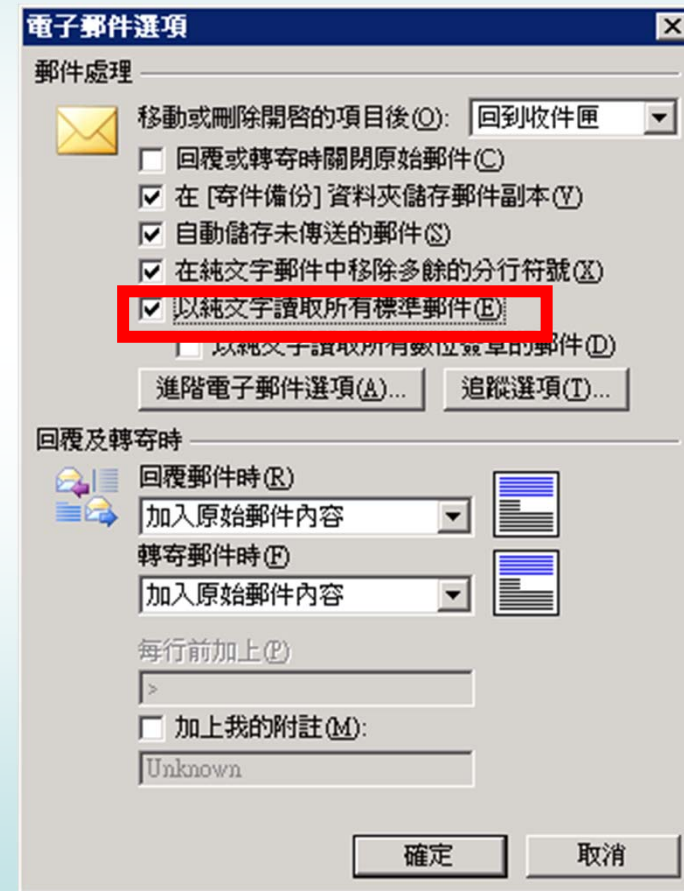 電子郵件選項
郵件處理
移動或刪除開啓的項目後(O): 回到收件匣
回覆或轉寄時關閉原始郵件(C)
在 [寄件備份] 資料夾儲存郵件副本(Y)
自動儲存未傳送的郵件(S)
在純文字郵件中移除多餘的分行符號(X)
以純文字讀取所有標準郵件(E)
以純文字讀取所有數位簽章的郵件(D)
進階電子郵件選項(A)... 追蹤選項(T)...
回覆及轉寄時
回覆郵件時(R)
加入原始郵件內容
轉寄郵件時(F)
加入原始郵件內容
每行前加上(P)
>
加上我的附註(M):
Unknown
確定 取消